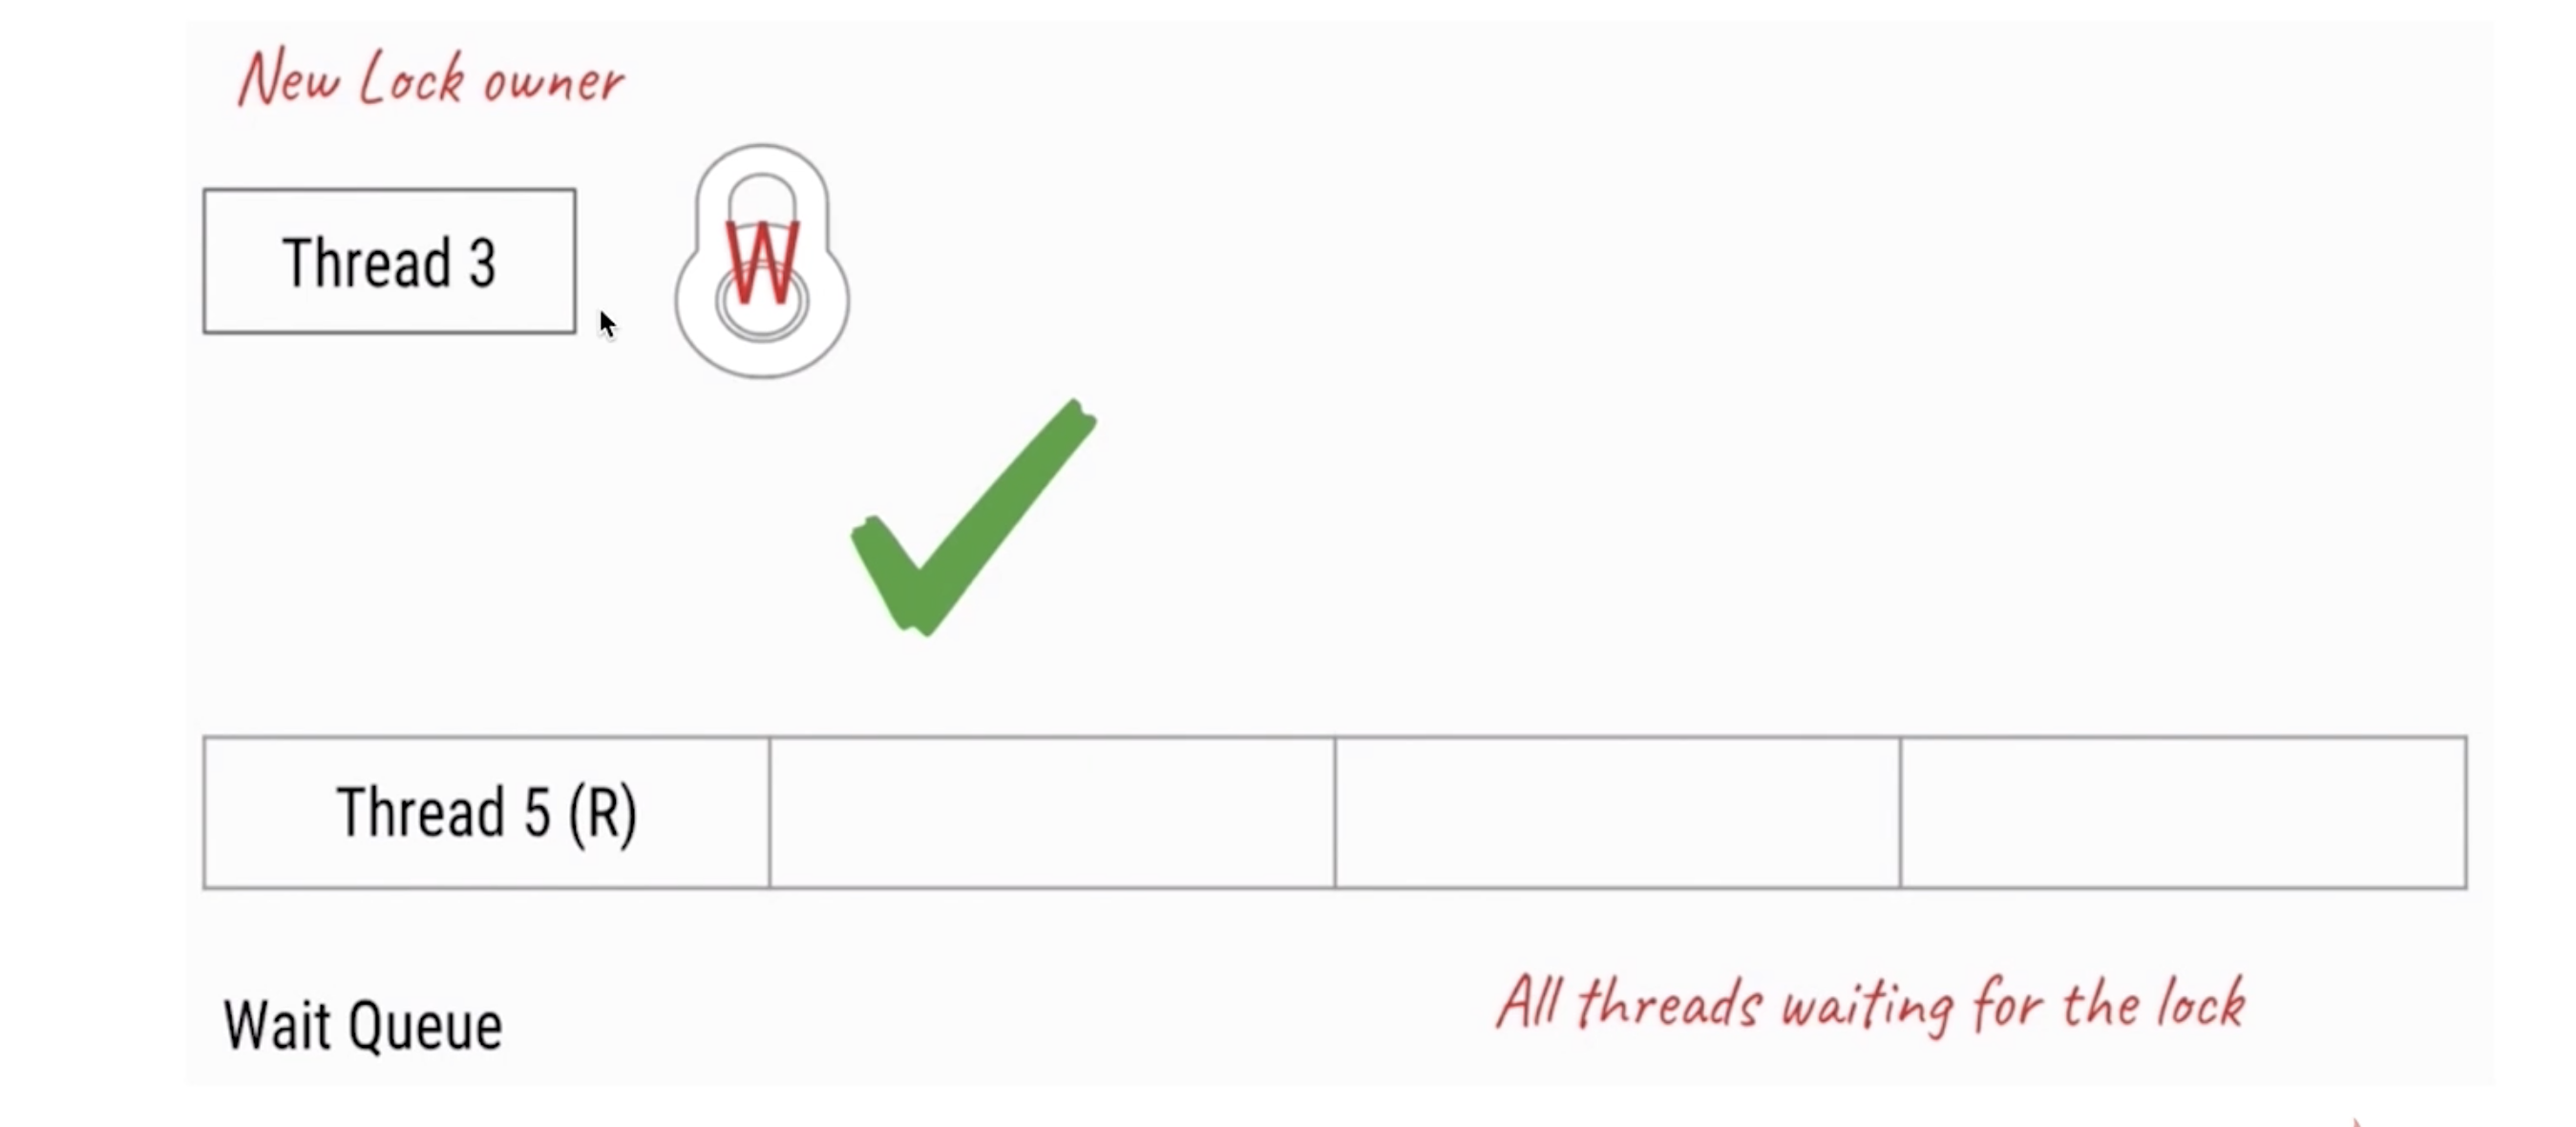 New Lock owner
Thread 3
W
Thread 5 (R)
Wait Queue
All threads waiting for the lock